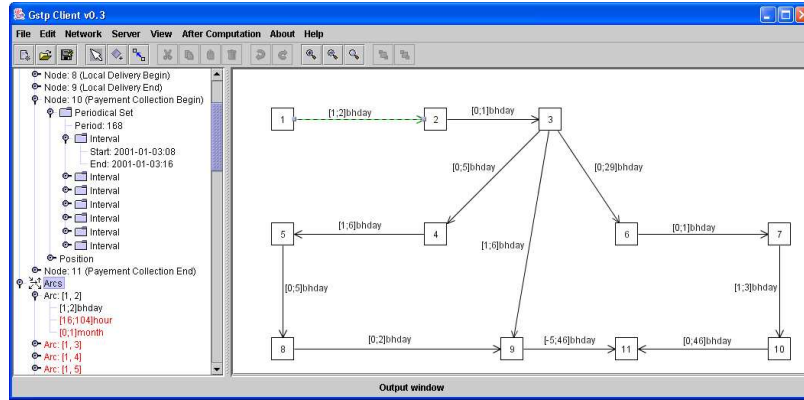 Gstp Client v0.3
File Edit Network Server View After Computation About Help
Node: 8 (Local Delivery Begin)
Node: 9 (Local Delivery End)
Node: 10 (Payement Collection Begin)
Periodical Set
Period: 168
Interval
Start: 2001-01-03:08
End: 2001-01-03:16
Interval
Interval
Interval
Interval
Interval
Interval
Position
Node: 11 (Payement Collection End)
Arcs
Arc: [1, 2]
[1;2]bhday
[16;104]hour
[0;1]month
Arc: [1, 3]
Arc: [1, 4]
Arc: [1, 5]
1 [1;2]bhday 2 [0;1]bhday 3
[0;5]bhday [0;29]bhday
5 [1;6]bhday 4 [1;6]bhday 6 [0;1]bhday 7
[0;5]bhday [1;3]bhday
8 [0;2]bhday 9 [-5;46]bhday 11 [0;46]bhday 10
Output window